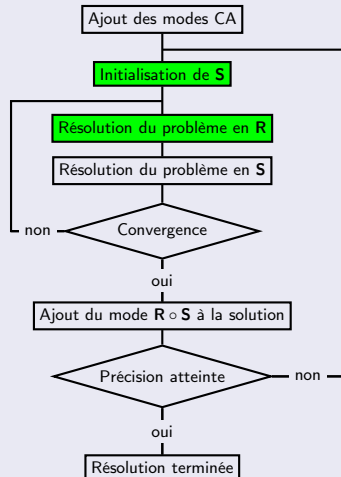 Ajout des modes CA
Initialisation de S
Résolution du problème en R
Résolution du problème en S
non
Convergence
oui
Ajout du mode R ∘ S à la solution
Précision atteinte
non
oui
Résolution terminée